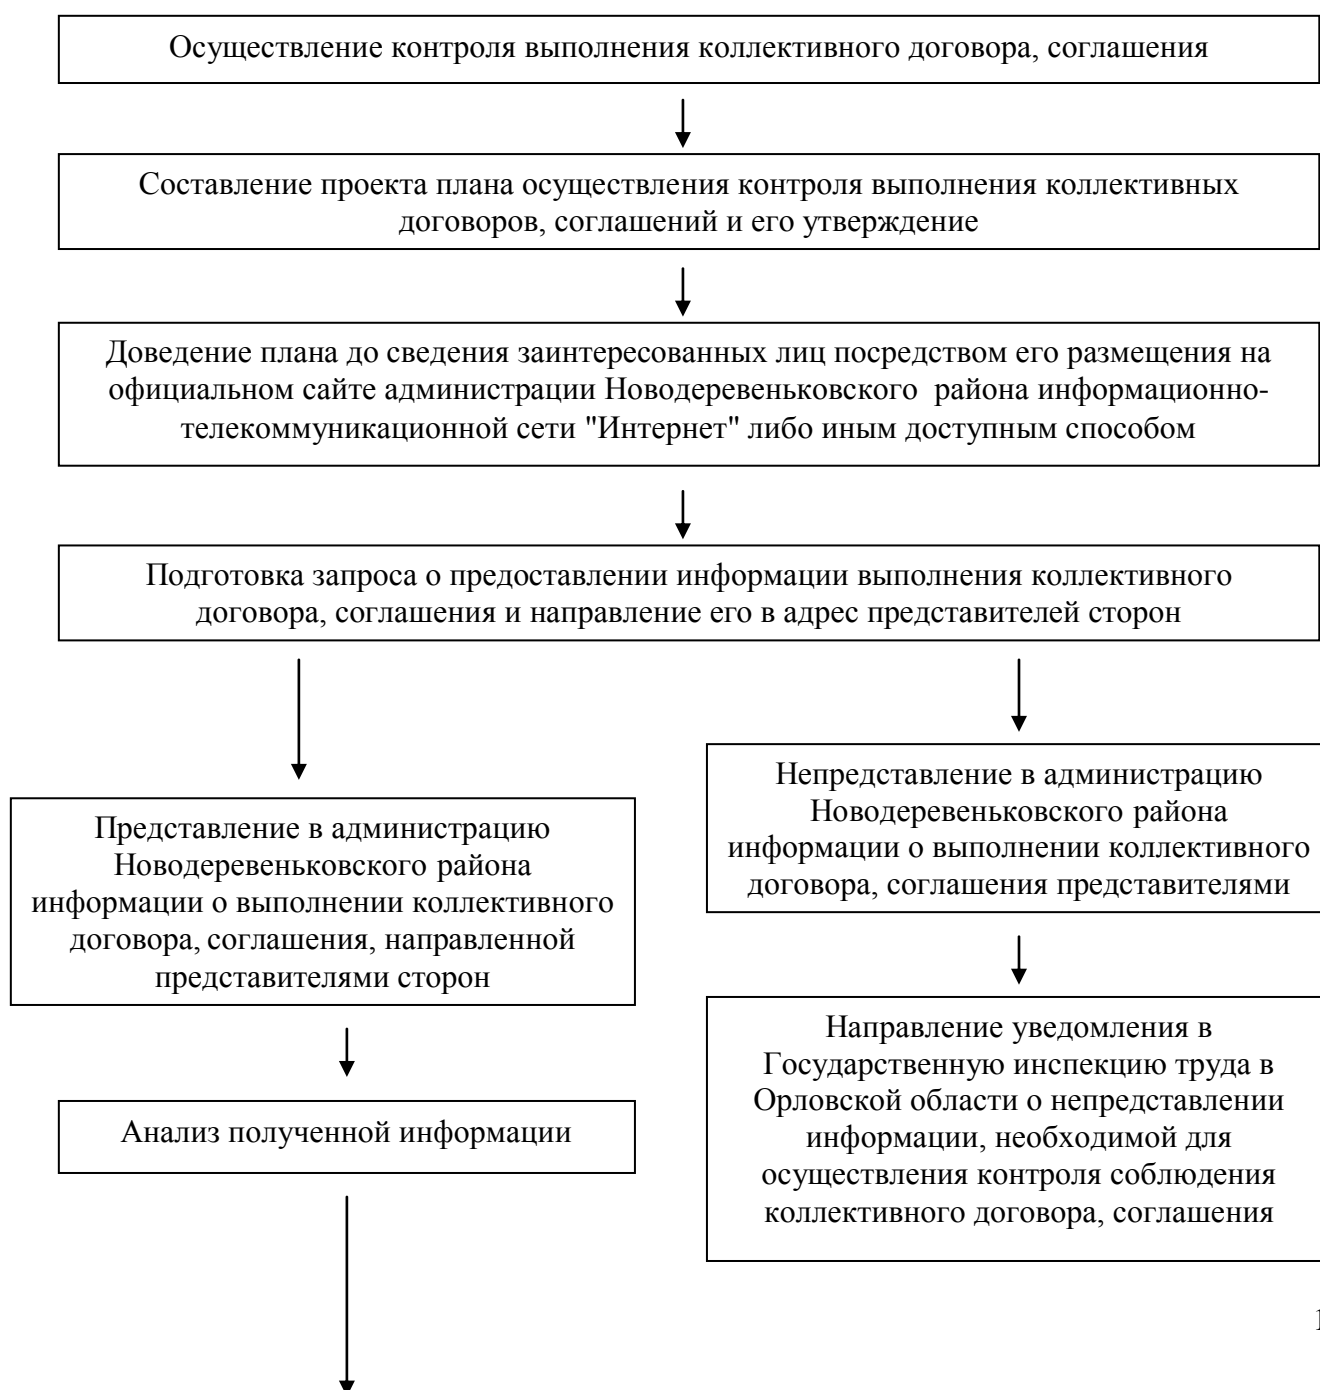 Осуществление контроля выполнения коллективного договора, соглашения
Составление проекта плана осуществления контроля выполнения коллективных
договоров, соглашений и его утверждение
Доведение плана до сведения заинтересованных лиц посредством его размещения на
официальном сайте администрации Новодеревеньковского района информационно-
телекоммуникационной сети "Интернет" либо иным доступным способом
Подготовка запроса о предоставлении информации выполнения коллективного
договора, соглашения и направление его в адрес представителей сторон
Представление в администрацию
Новодеревеньковского района
информации о выполнении коллективного
договора, соглашения, направленной
представителями сторон
Анализ полученной информации
Непредставление в администрацию
Новодеревеньковского района
информации о выполнении коллективного
договора, соглашения представителями
Направление уведомления в
Государственную инспекцию труда в
Орловской области о непредставлении
информации, необходимой для
осуществления контроля соблюдения
коллективного договора, соглашения